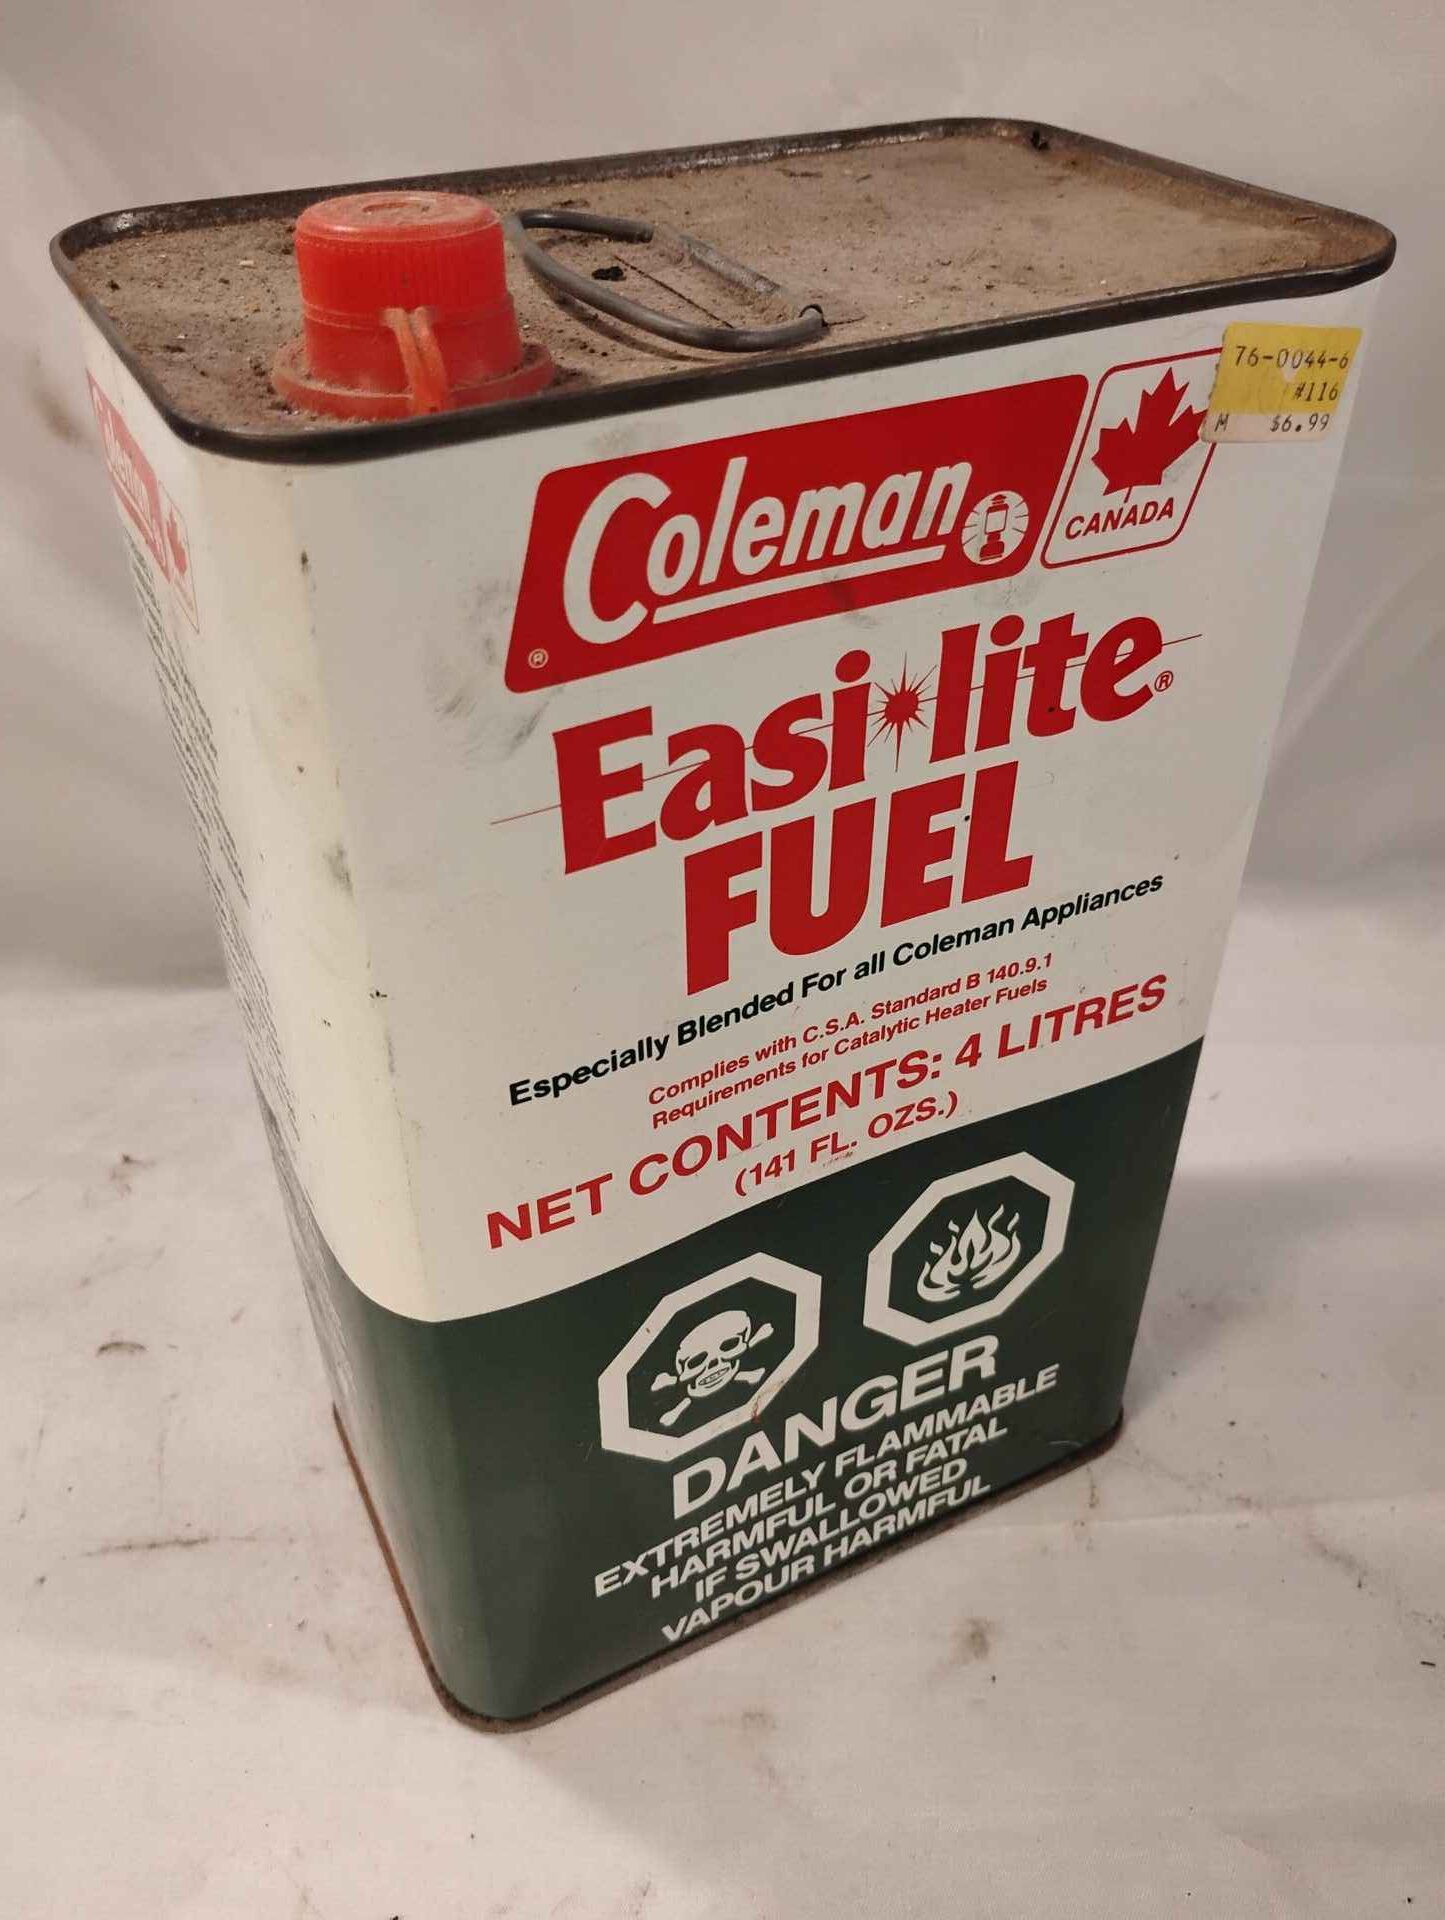 76-0044-6
#116
M $6.99
Coleman
®
CANADA
Easi·lite®
FUEL
Especially Blended For all Coleman Appliances
Complies with C.S.A. Standard B 140.9.1
Requirements for Catalytic Heater Fuels
NET CONTENTS: 4 LITRES
(141 FL. OZS.)
DANGER
EXTREMELY FLAMMABLE
HARMFUL OR FATAL
IF SWALLOWED
VAPOUR HARMFUL
Coleman